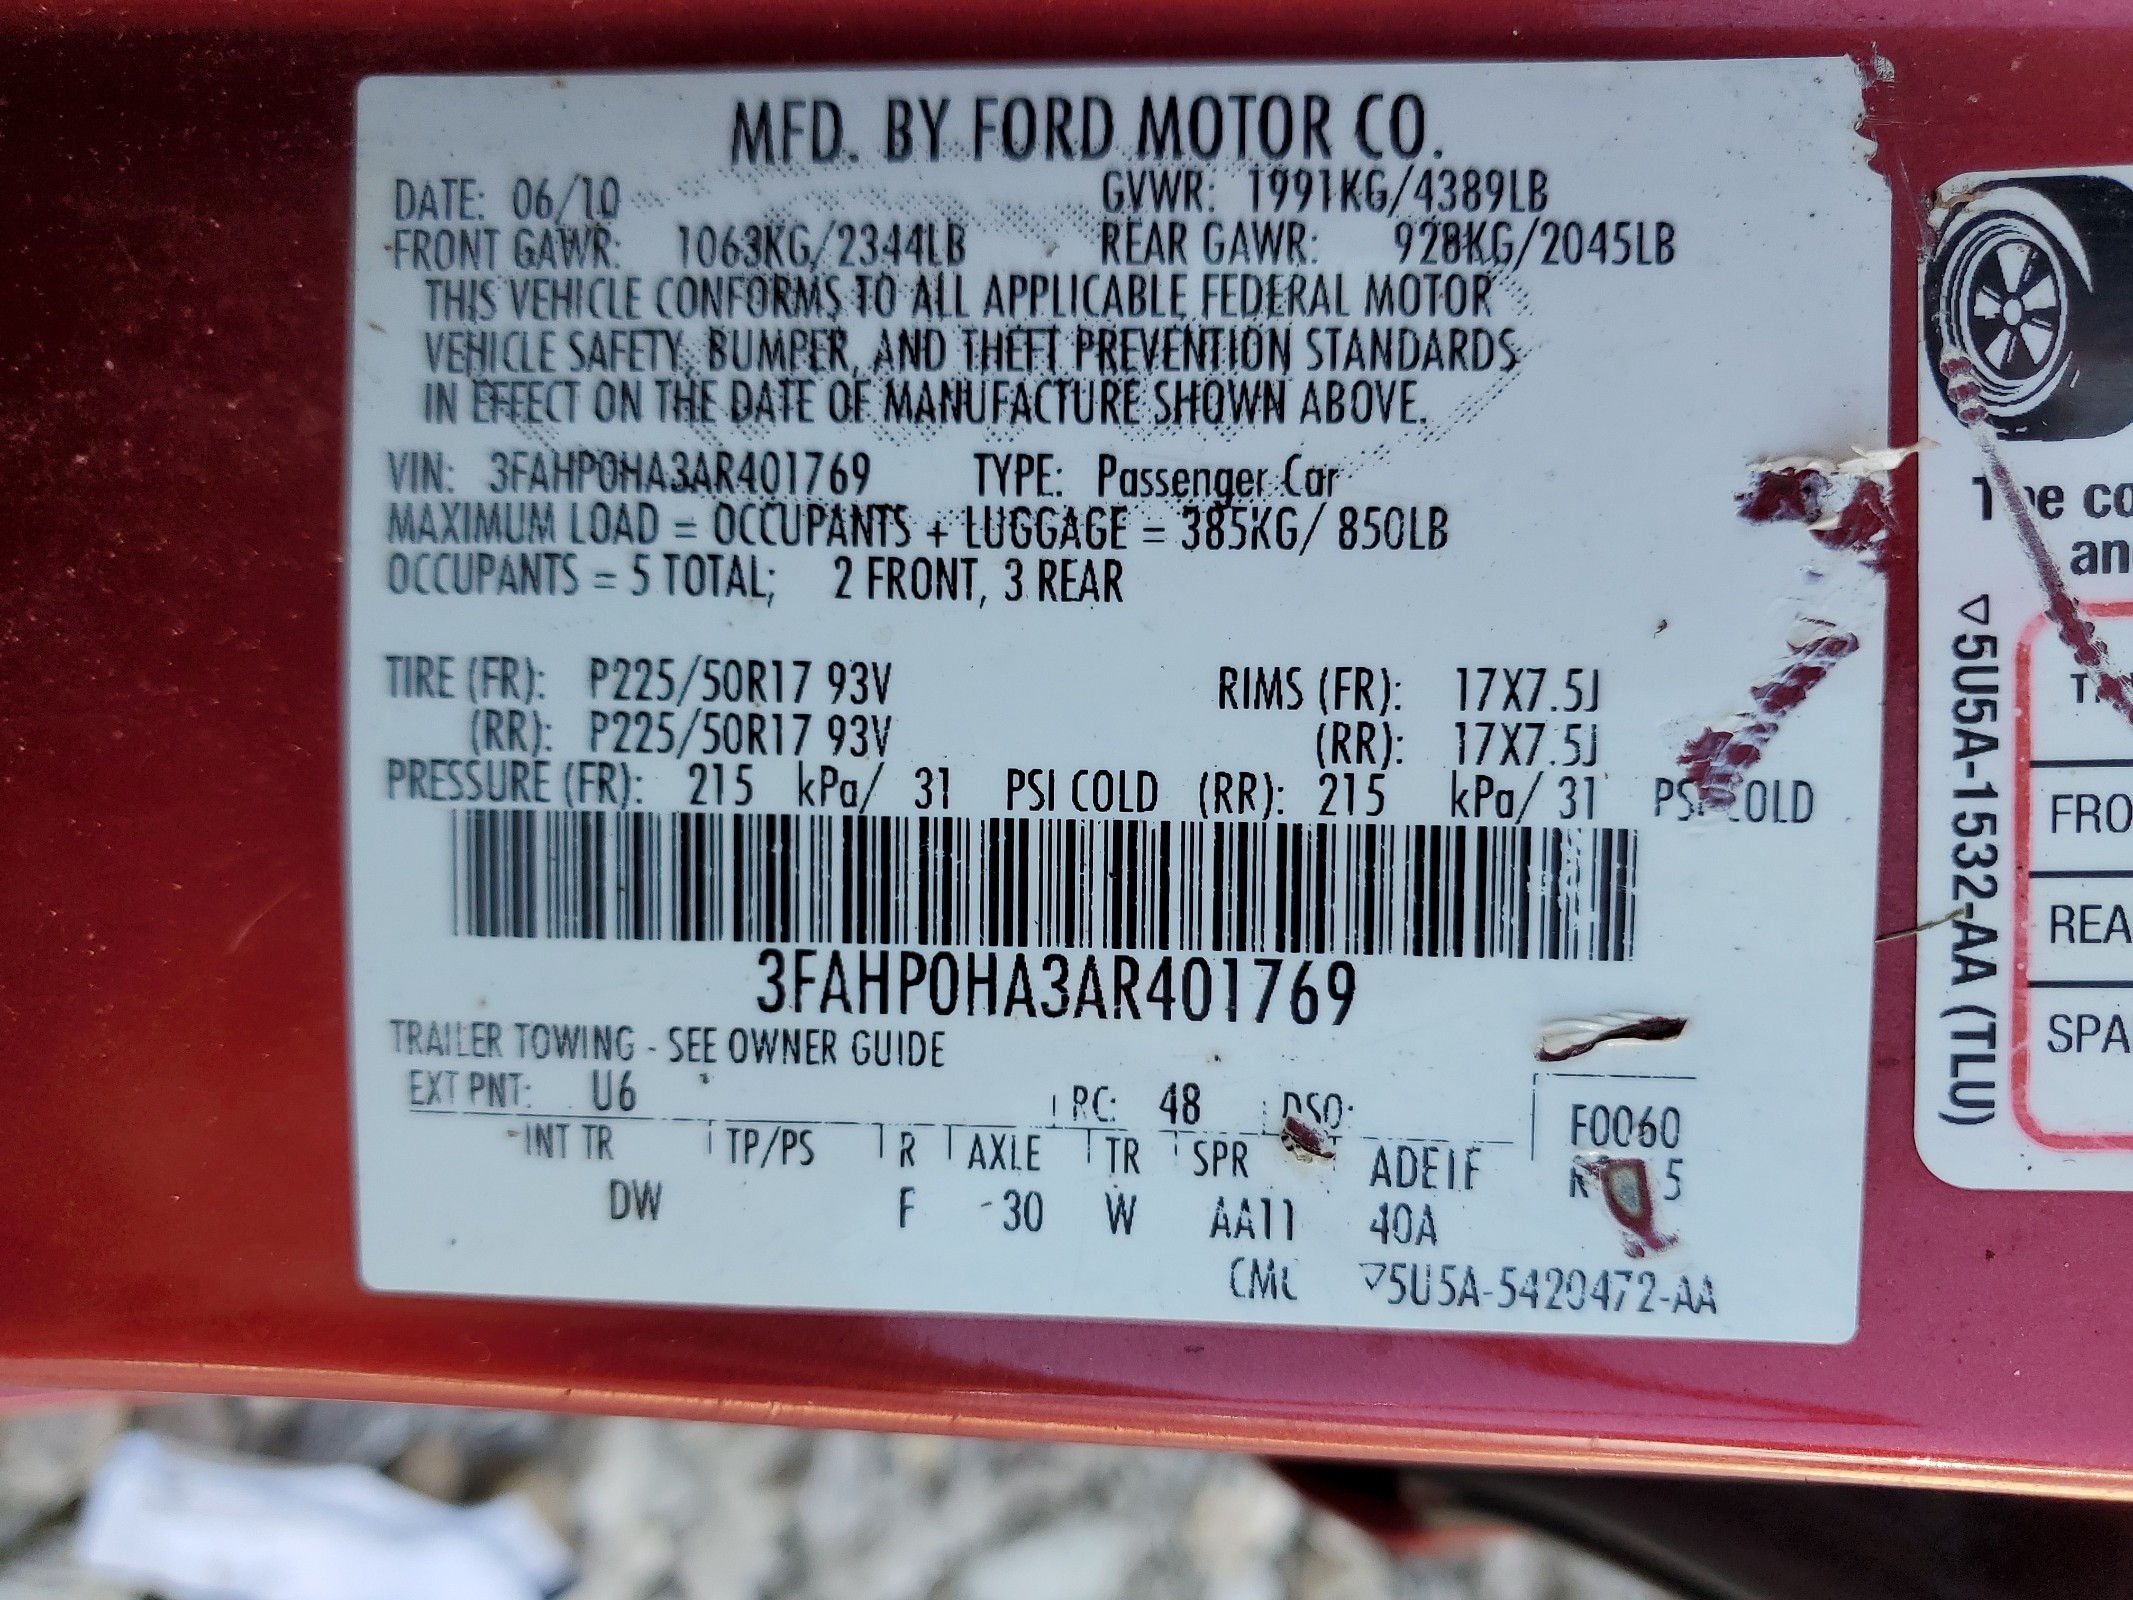 MFD. BY FORD MOTOR CO.
DATE: 06/10 GVWR: 1991KG/4389LB
FRONT GAWR: 1063KG/2344LB REAR GAWR: 928KG/2045LB
THIS VEHICLE CONFORMS TO ALL APPLICABLE FEDERAL MOTOR
VEHICLE SAFETY, BUMPER, AND THEFT PREVENTION STANDARDS
IN EFFECT ON THE DATE OF MANUFACTURE SHOWN ABOVE.
VIN: 3FAHP0HA3AR401769 TYPE: Passenger Car
MAXIMUM LOAD = OCCUPANTS + LUGGAGE = 385KG/ 850LB
OCCUPANTS = 5 TOTAL; 2 FRONT, 3 REAR
TIRE (FR): P225/50R17 93V RIMS (FR): 17X7.5J
(RR): P225/50R17 93V (RR): 17X7.5J
PRESSURE (FR): 215 kPa/ 31 PSI COLD (RR): 215 kPa/ 31 PSI COLD
3FAHP0HA3AR401769
TRAILER TOWING - SEE OWNER GUIDE
EXT PNT: U6 RC: 48 DSO: F0060
INT TR TP/PS R AXLE TR SPR ADE1F
DW F 30 W AA11 40A
▽5U5A-5420472-AA
The
an
FRO
REA
SPA
▽5U5A-1532-AA (TLU)